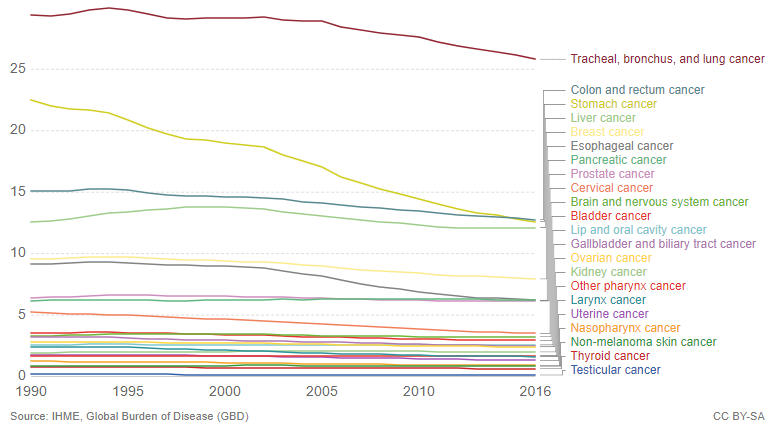 Tracheal, bronchus, and lung cancer
25
Colon and rectum cancer
Stomach cancer
Liver cancer
Breast cancer
20
Esophageal cancer
Pancreatic cancer
Prostate cancer
15
Cervical cancer
Brain and nervous system cancer
Bladder cancer
Lip and oral cavity cancer
Gallbladder and biliary tract cancer
10
Ovarian cancer
Kidney cancer
Other pharynx cancer
Larynx cancer
5
Uterine cancer
Nasopharynx cancer
Non-melanoma skin cancer
Thyroid cancer
Testicular cancer
0
1990 1995 2000 2005 2010 2016
Source: IHME, Global Burden of Disease (GBD) CC BY-SA